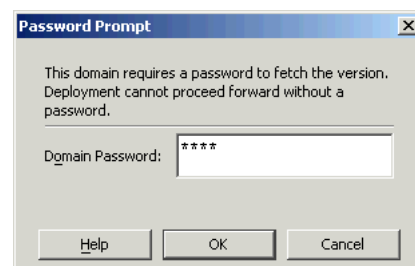 Password Prompt
This domain requires a password to fetch the version.
Deployment cannot proceed forward without a
password.
Domain Password:
****
Help
OK
Cancel